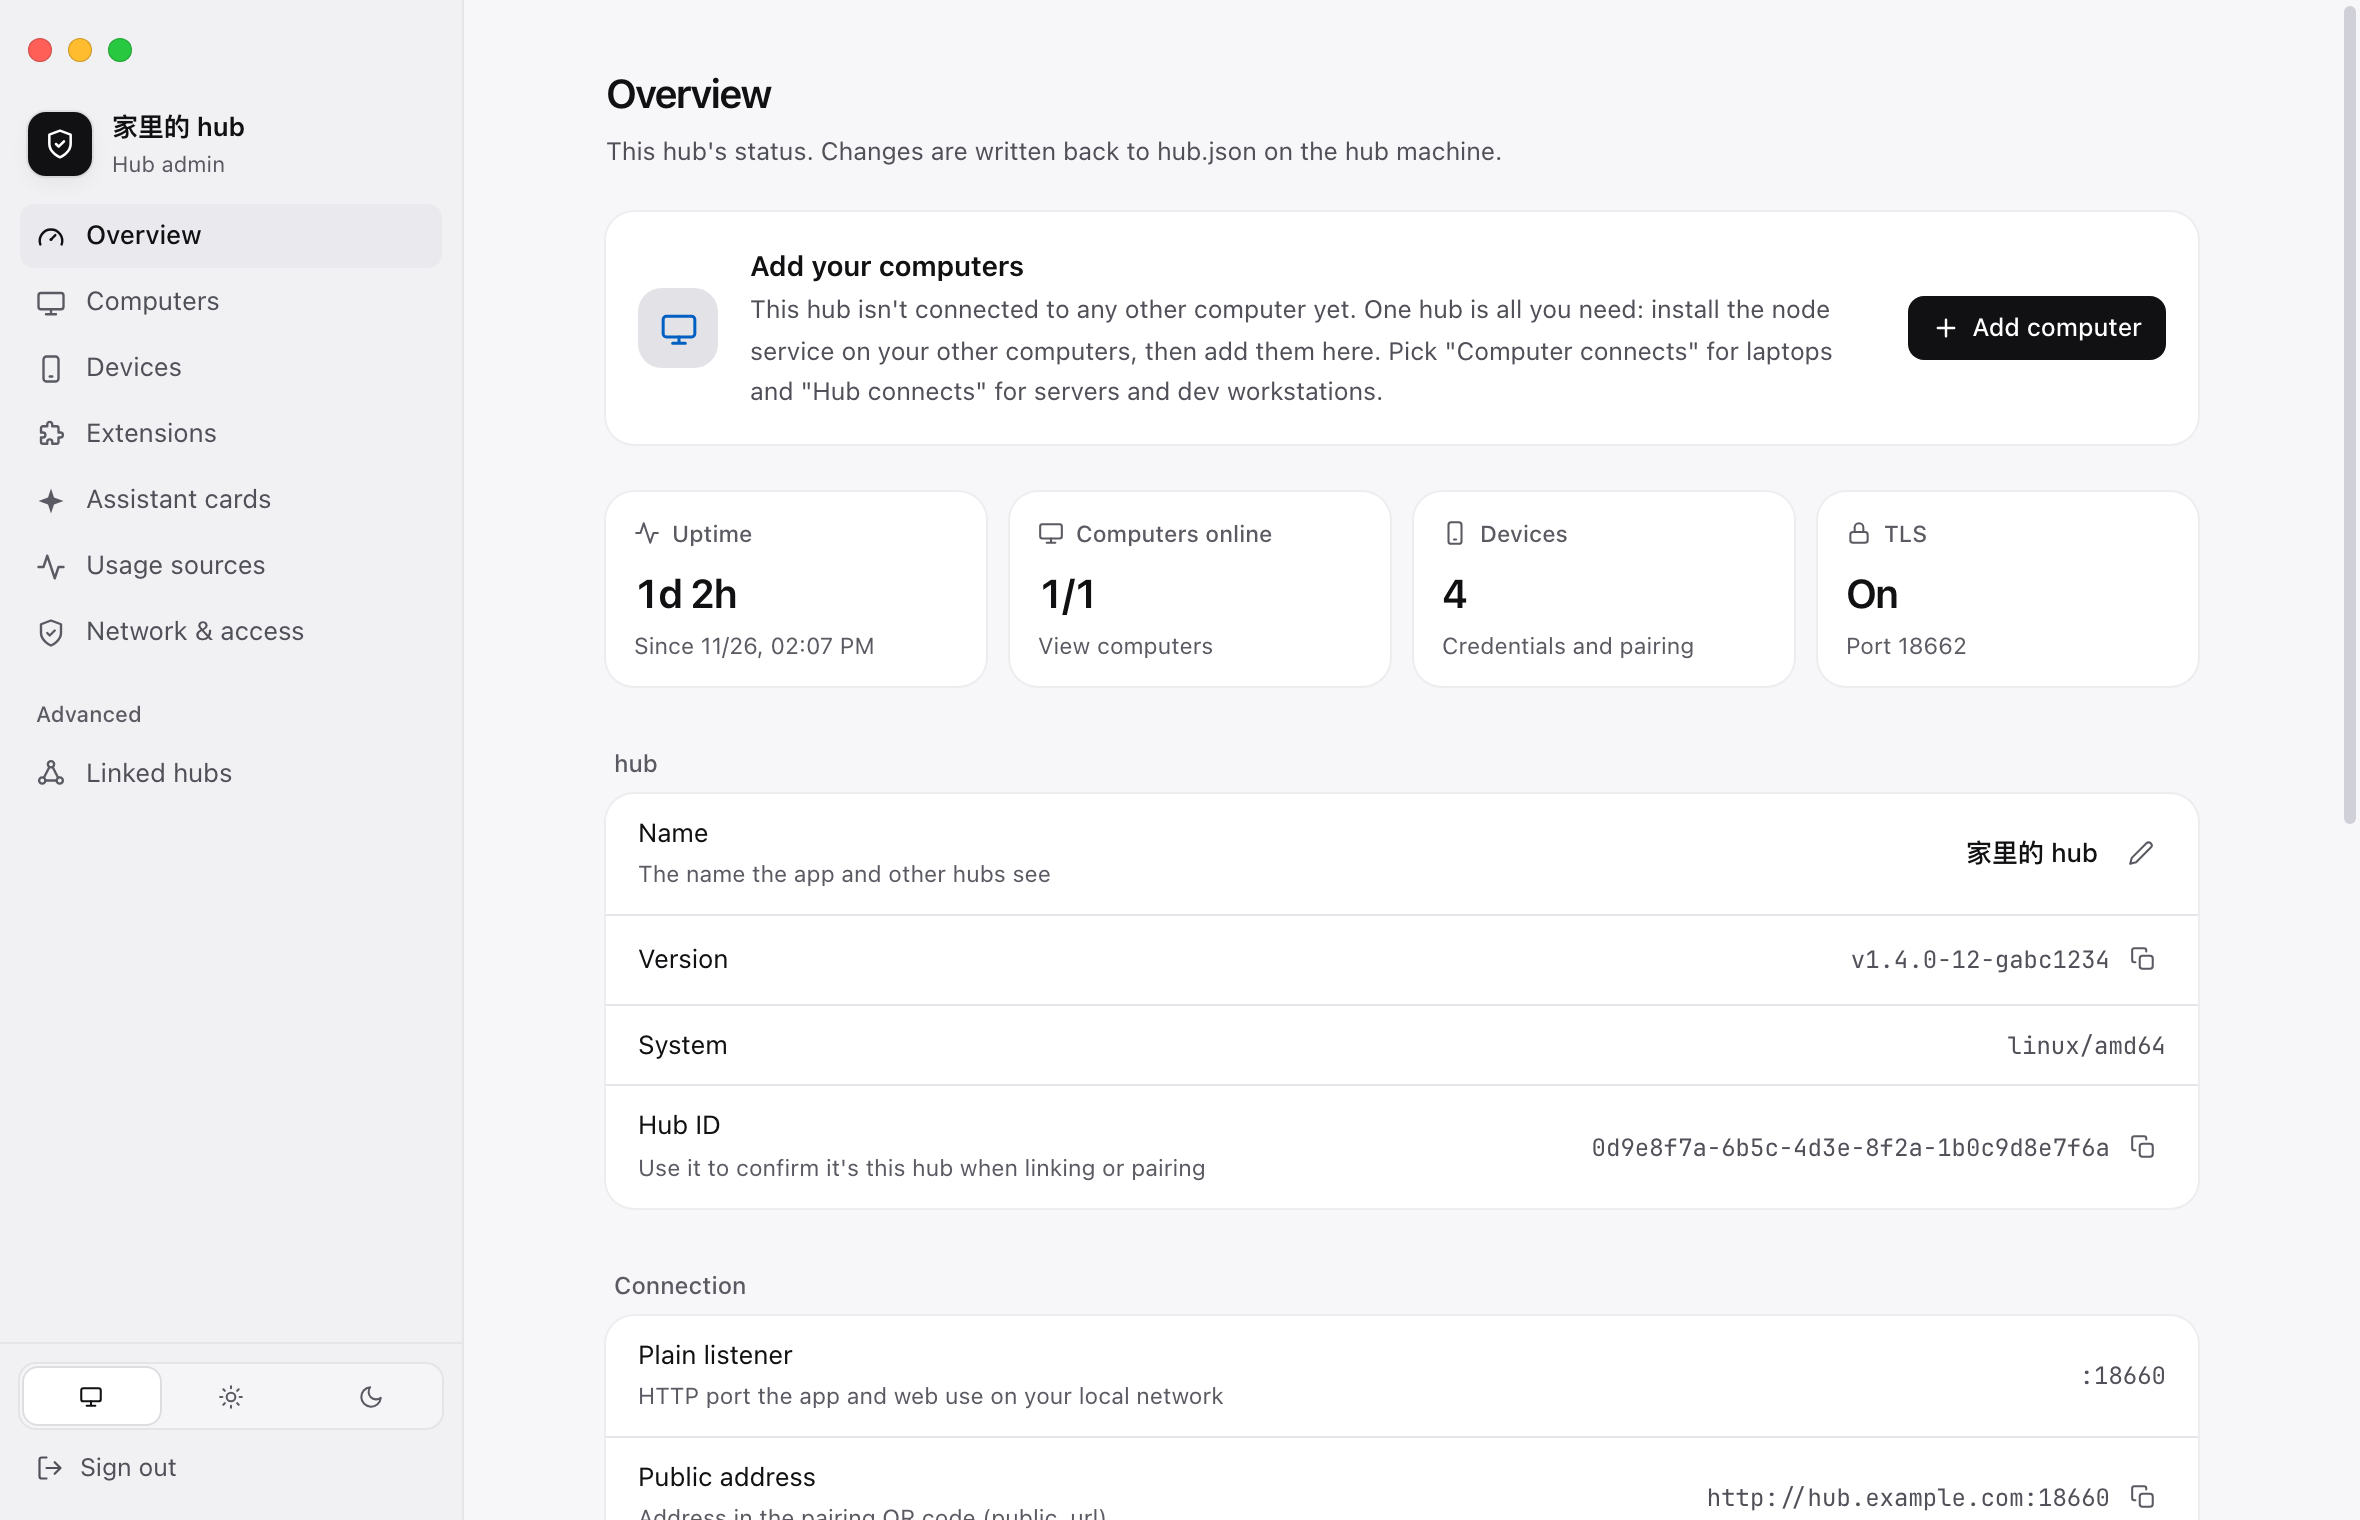 家里的 hub
Hub admin
Overview
Computers
Devices
Extensions
Assistant cards
Usage sources
Network & access
Advanced
Linked hubs
Sign out
Overview
This hub's status. Changes are written back to hub.json on the hub machine.
Add your computers
This hub isn't connected to any other computer yet. One hub is all you need: install the node
service on your other computers, then add them here. Pick "Computer connects" for laptops
and "Hub connects" for servers and dev workstations.
Add computer
Uptime
1d 2h
Since 11/26, 02:07 PM
Computers online
1/1
View computers
Devices
4
Credentials and pairing
TLS
On
Port 18662
hub
Name
The name the app and other hubs see
家里的 hub
Version
v1.4.0-12-gabc1234
System
linux/amd64
Hub ID
Use it to confirm it's this hub when linking or pairing
0d9e8f7a-6b5c-4d3e-8f2a-1b0c9d8e7f6a
Connection
Plain listener
HTTP port the app and web use on your local network
:18660
Public address
Address in the pairing QR code (public_url)
http://hub.example.com:18660